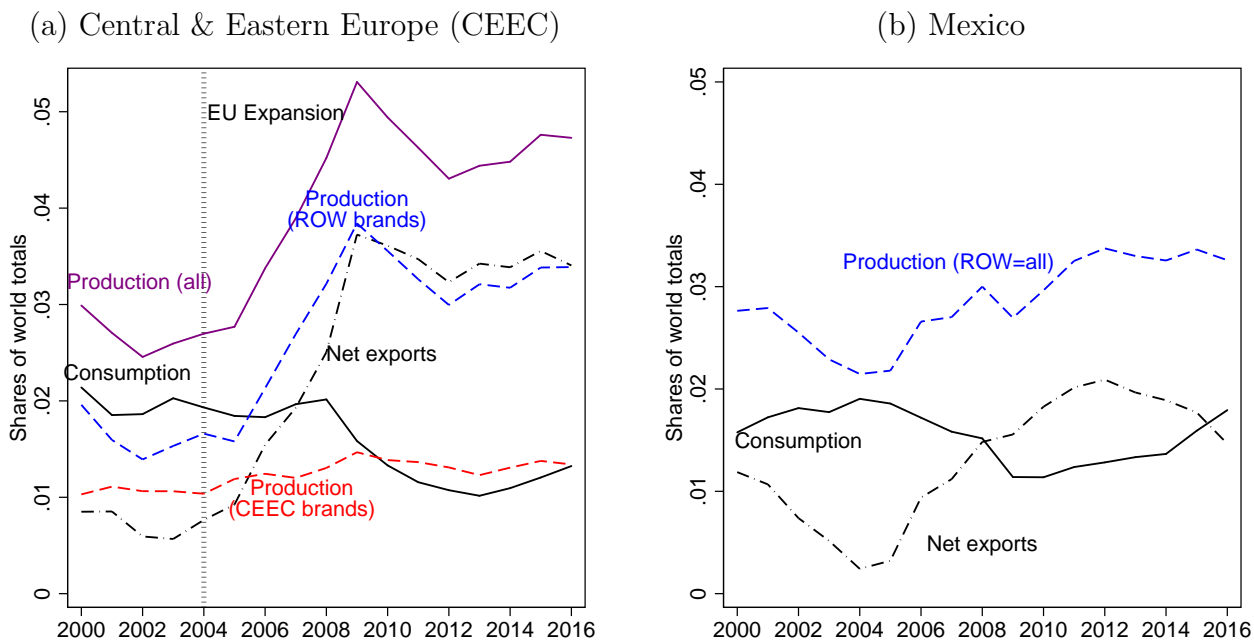 (a) Central & Eastern Europe (CEEC)
Shares of world totals
0
.01
.02
.03
.04
.05
EU Expansion
Production
(ROW brands)
Production (all)
Net exports
Consumption
Production
(CEEC brands)
2000 2002 2004 2006 2008 2010 2012 2014 2016
(b) Mexico
Shares of world totals
0
.01
.02
.03
.04
.05
Production (ROW=all)
Consumption
Net exports
2000 2002 2004 2006 2008 2010 2012 2014 2016